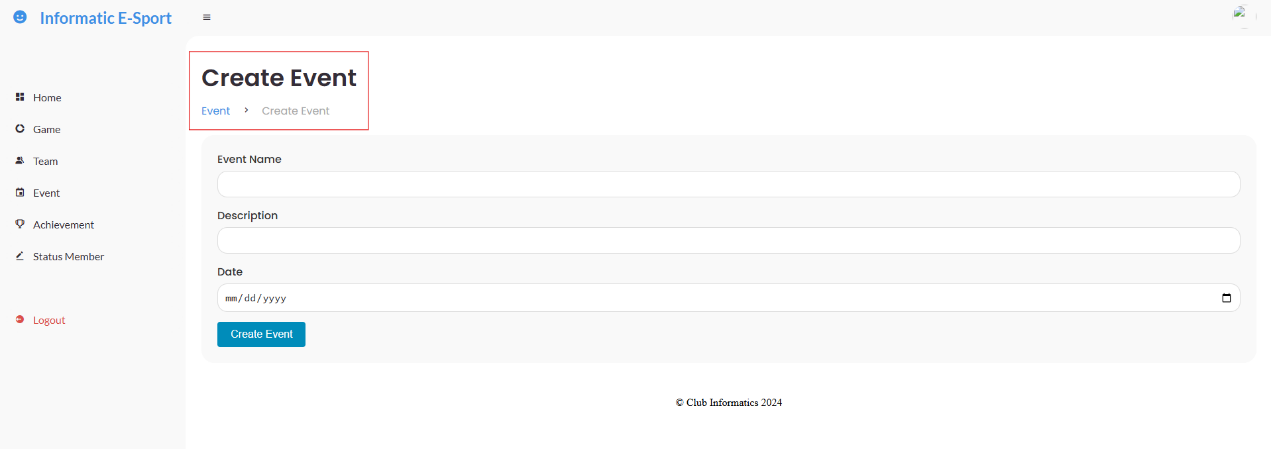 Informatic E-Sport
Home
Game
Team
Event
Achievement
Status Member
Logout
Create Event
Event > Create Event
Event Name
Description
Date
mm/dd/yyyy
Create Event
© Club Informatics 2024